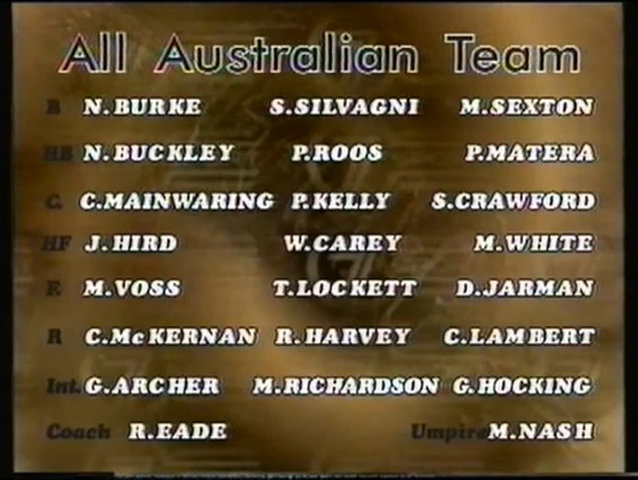 All Australian Team
B N.BURKE S.SILVAGNI M.SEXTON
HB N.BUCKLEY P.ROOS P.MATERA
C. C.MAINWARING P.KELLY S.CRAWFORD
HF J.HIRD W.CAREY M.WHITE
R M.VOSS T.LOCKETT D.JARMAN
R C.McKERNAN R.HARVEY C.LAMBERT
Int. G.ARCHER M.RICHARDSON G.HOCKING
Coach R.EADE Umpire M.NASH